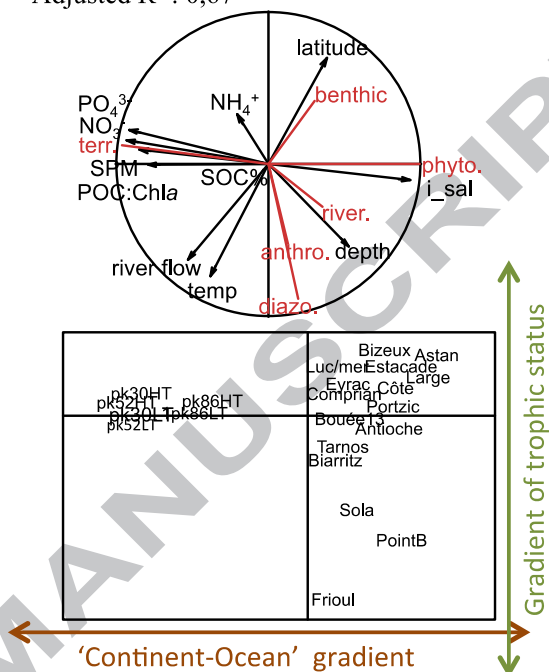 Adjusted R² : 0,67
latitude
benthic
NH₄⁺
PO₄³⁻
NO₃⁻
terr.
SPM
SOC%
POC:Chla
phyto.
i_sal
river.
anthro. depth
river flow
temp
diazo.
Bizeux
Astan
Luc/mer
Estacade
Large
Eyrac
Côte
Comprian
Portzic
pk30HT
pk52HT
pk86HT
pk30LT
pk86LT
pk52LT
Bouée13
Antioche
Tarnos
Biarritz
Sola
PointB
Frioul
Gradient of trophic status
'Continent-Ocean' gradient
MANUSCRIP